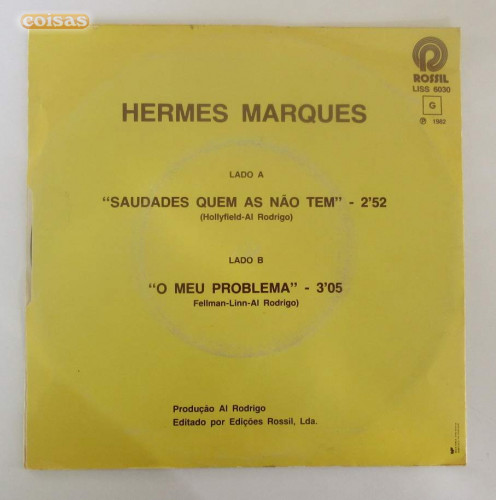 coisas
R
ROSSIL
LISS 6030
G
℗ 1982
HERMES MARQUES
LADO A
"SAUDADES QUEM AS NÃO TEM" - 2'52
(Hollyfield-Al Rodrigo)
LADO B
"O MEU PROBLEMA" - 3'05
Fellman-Linn-Al Rodrigo)
Produção Al Rodrigo
Editado por Edições Rossil, Lda.